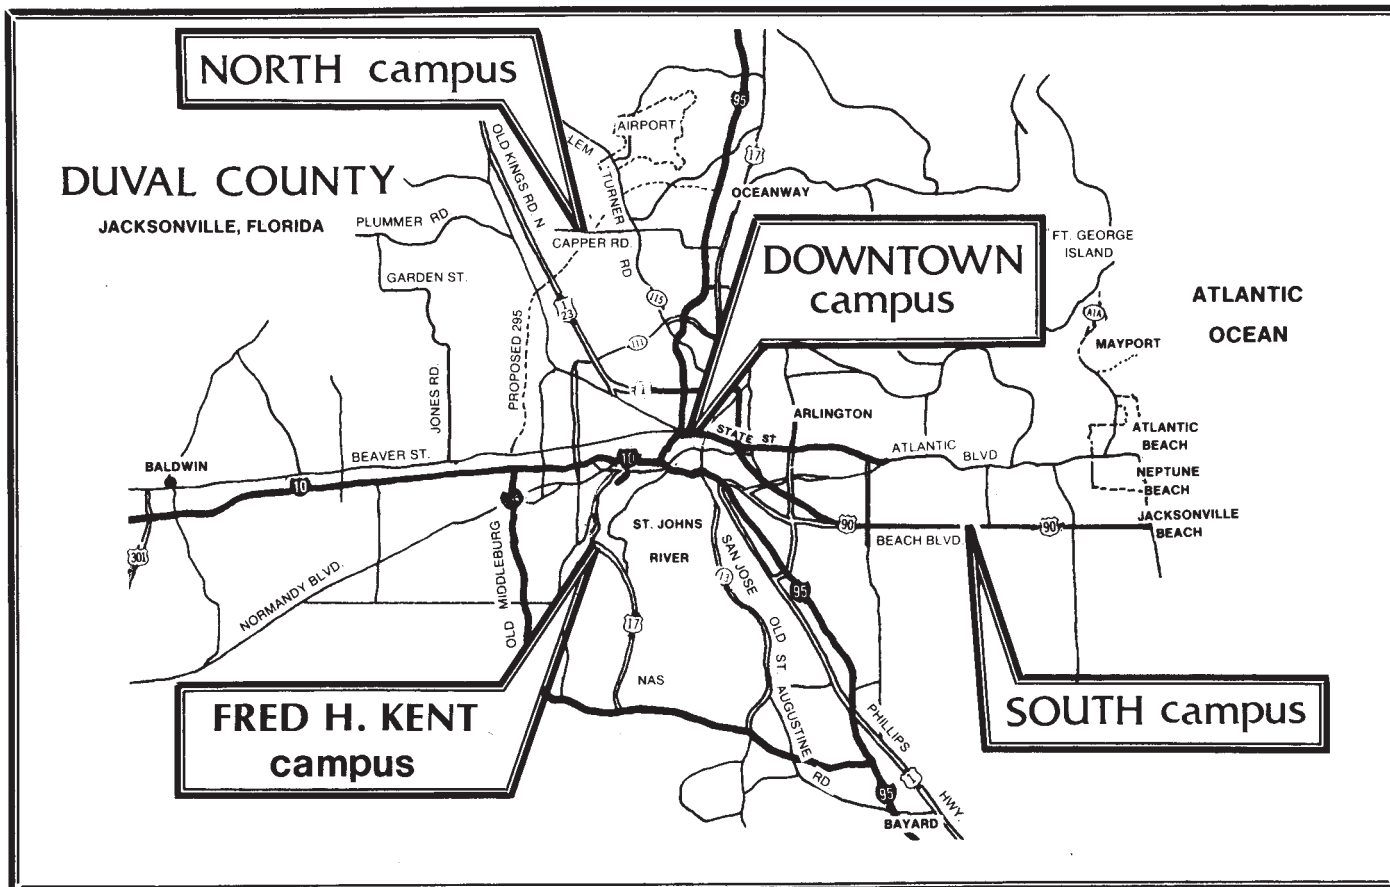 NORTH campus
95
AIRPORT
LEM
TURNER
RD
OLD KINGS RD. N
17
DUVAL COUNTY
JACKSONVILLE, FLORIDA
OCEANWAY
PLUMMER RD
CAPPER RD.
DOWNTOWN
campus
FT. GEORGE
ISLAND
GARDEN ST.
115
1
23
ATLANTIC
OCEAN
A1A
PROPOSED 295
111
MAYPORT
JONES RD.
1
ARLINGTON
STATE ST
ATLANTIC
BLVD
ATLANTIC
BEACH
BEAVER ST.
10
BALDWIN
10
NEPTUNE
BEACH
ST. JOHNS
RIVER
90
BEACH BLVD.
90
JACKSONVILLE
BEACH
301
NORMANDY BLVD.
OLD MIDDLEBURG
SAN JOSE
13
95
17
OLD ST. AUGUSTINE
RD.
NAS
FRED H. KENT
campus
SOUTH campus
PHILLIPS
1
HWY.
95
BAYARD